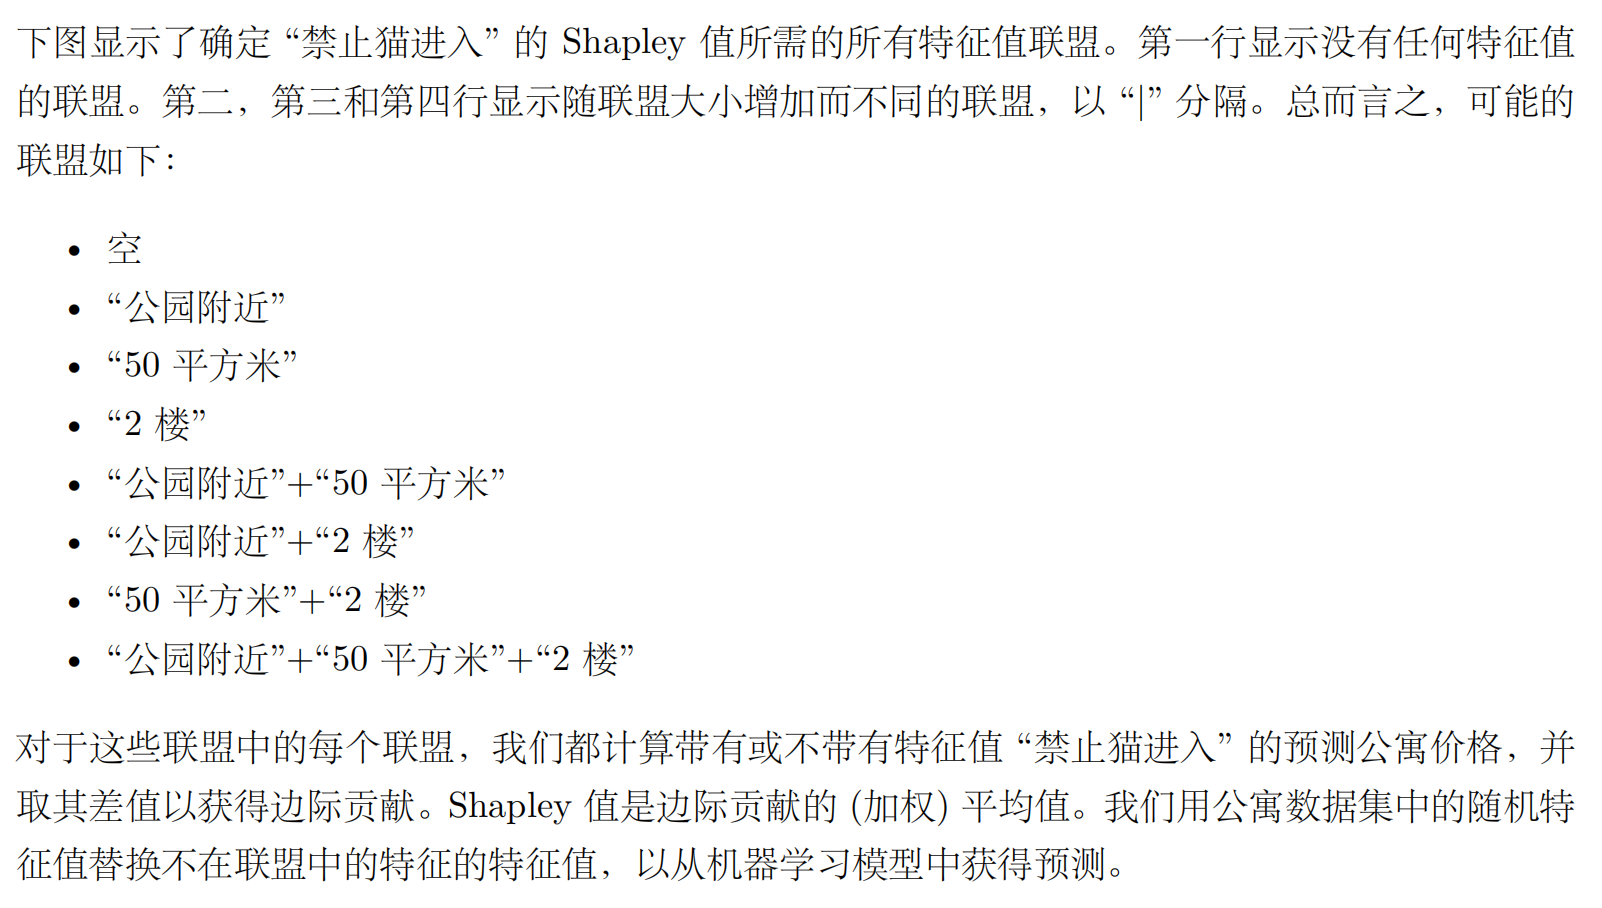 下图显示了确定 “禁止猫进入” 的 Shapley 值所需的所有特征值联盟。第一行显示没有任何特征值
的联盟。第二，第三和第四行显示随联盟大小增加而不同的联盟，以 “|” 分隔。总而言之，可能的
联盟如下：
• 空
• “公园附近”
• “50 平方米”
• “2 楼”
• “公园附近”+“50 平方米”
• “公园附近”+“2 楼”
• “50 平方米”+“2 楼”
• “公园附近”+“50 平方米”+“2 楼”
对于这些联盟中的每个联盟，我们都计算带有或不带有特征值 “禁止猫进入” 的预测公寓价格，并
取其差值以获得边际贡献。Shapley 值是边际贡献的 (加权) 平均值。我们用公寓数据集中的随机特
征值替换不在联盟中的特征的特征值，以从机器学习模型中获得预测。